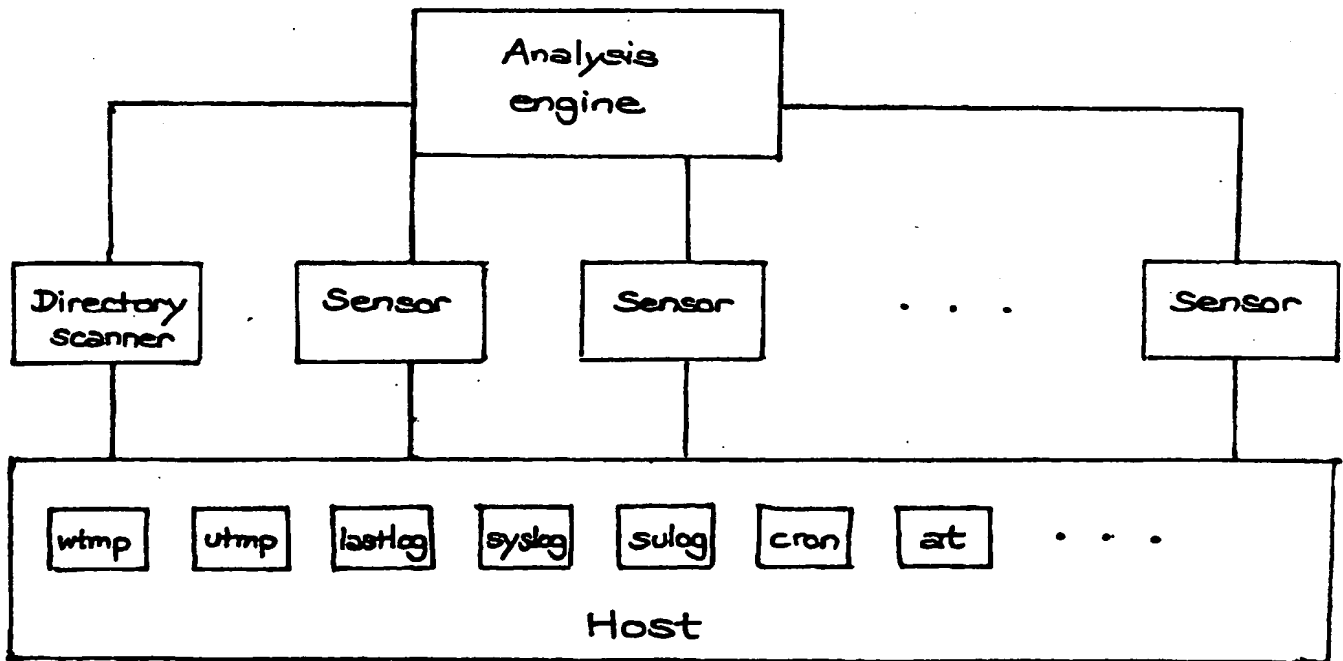 Analysis
engine
Directory
scanner
Sensor
Sensor
. . .
Sensor
wtmp
utmp
lastlog
syslog
sulog
cron
at
. . .
Host